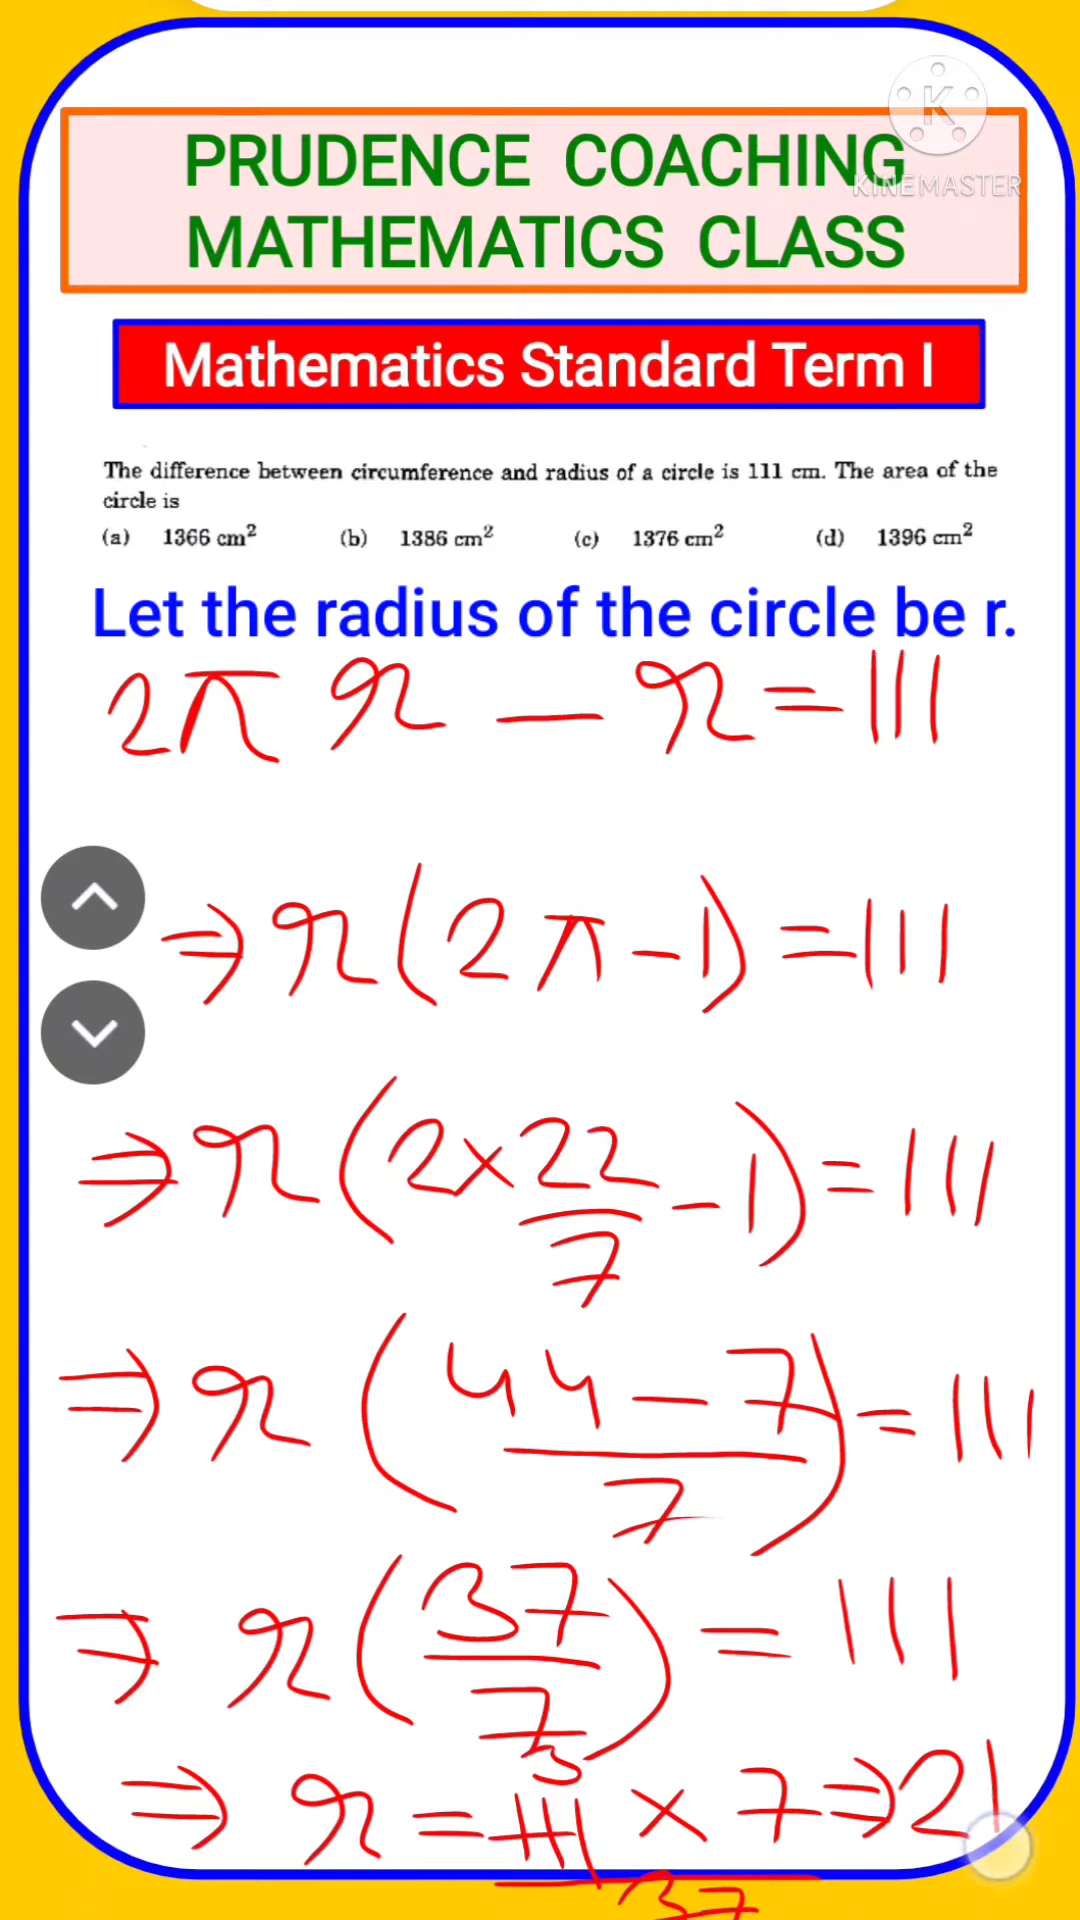 KINEMASTER
PRUDENCE COACHING
MATHEMATICS CLASS
Mathematics Standard Term I
The difference between circumference and radius of a circle is 111 cm. The area of the
circle is
(a) 1366 cm² (b) 1386 cm² (c) 1376 cm² (d) 1396 cm²
Let the radius of the circle be r.
2π r − r = 111
⇒ r(2π − 1) = 111
⇒ r(2 × 22/7 − 1) = 111
⇒ r(44 − 7/7) = 111
⇒ r(37/7) = 111
3
⇒ r = 111 × 7 ⇒ 21
37